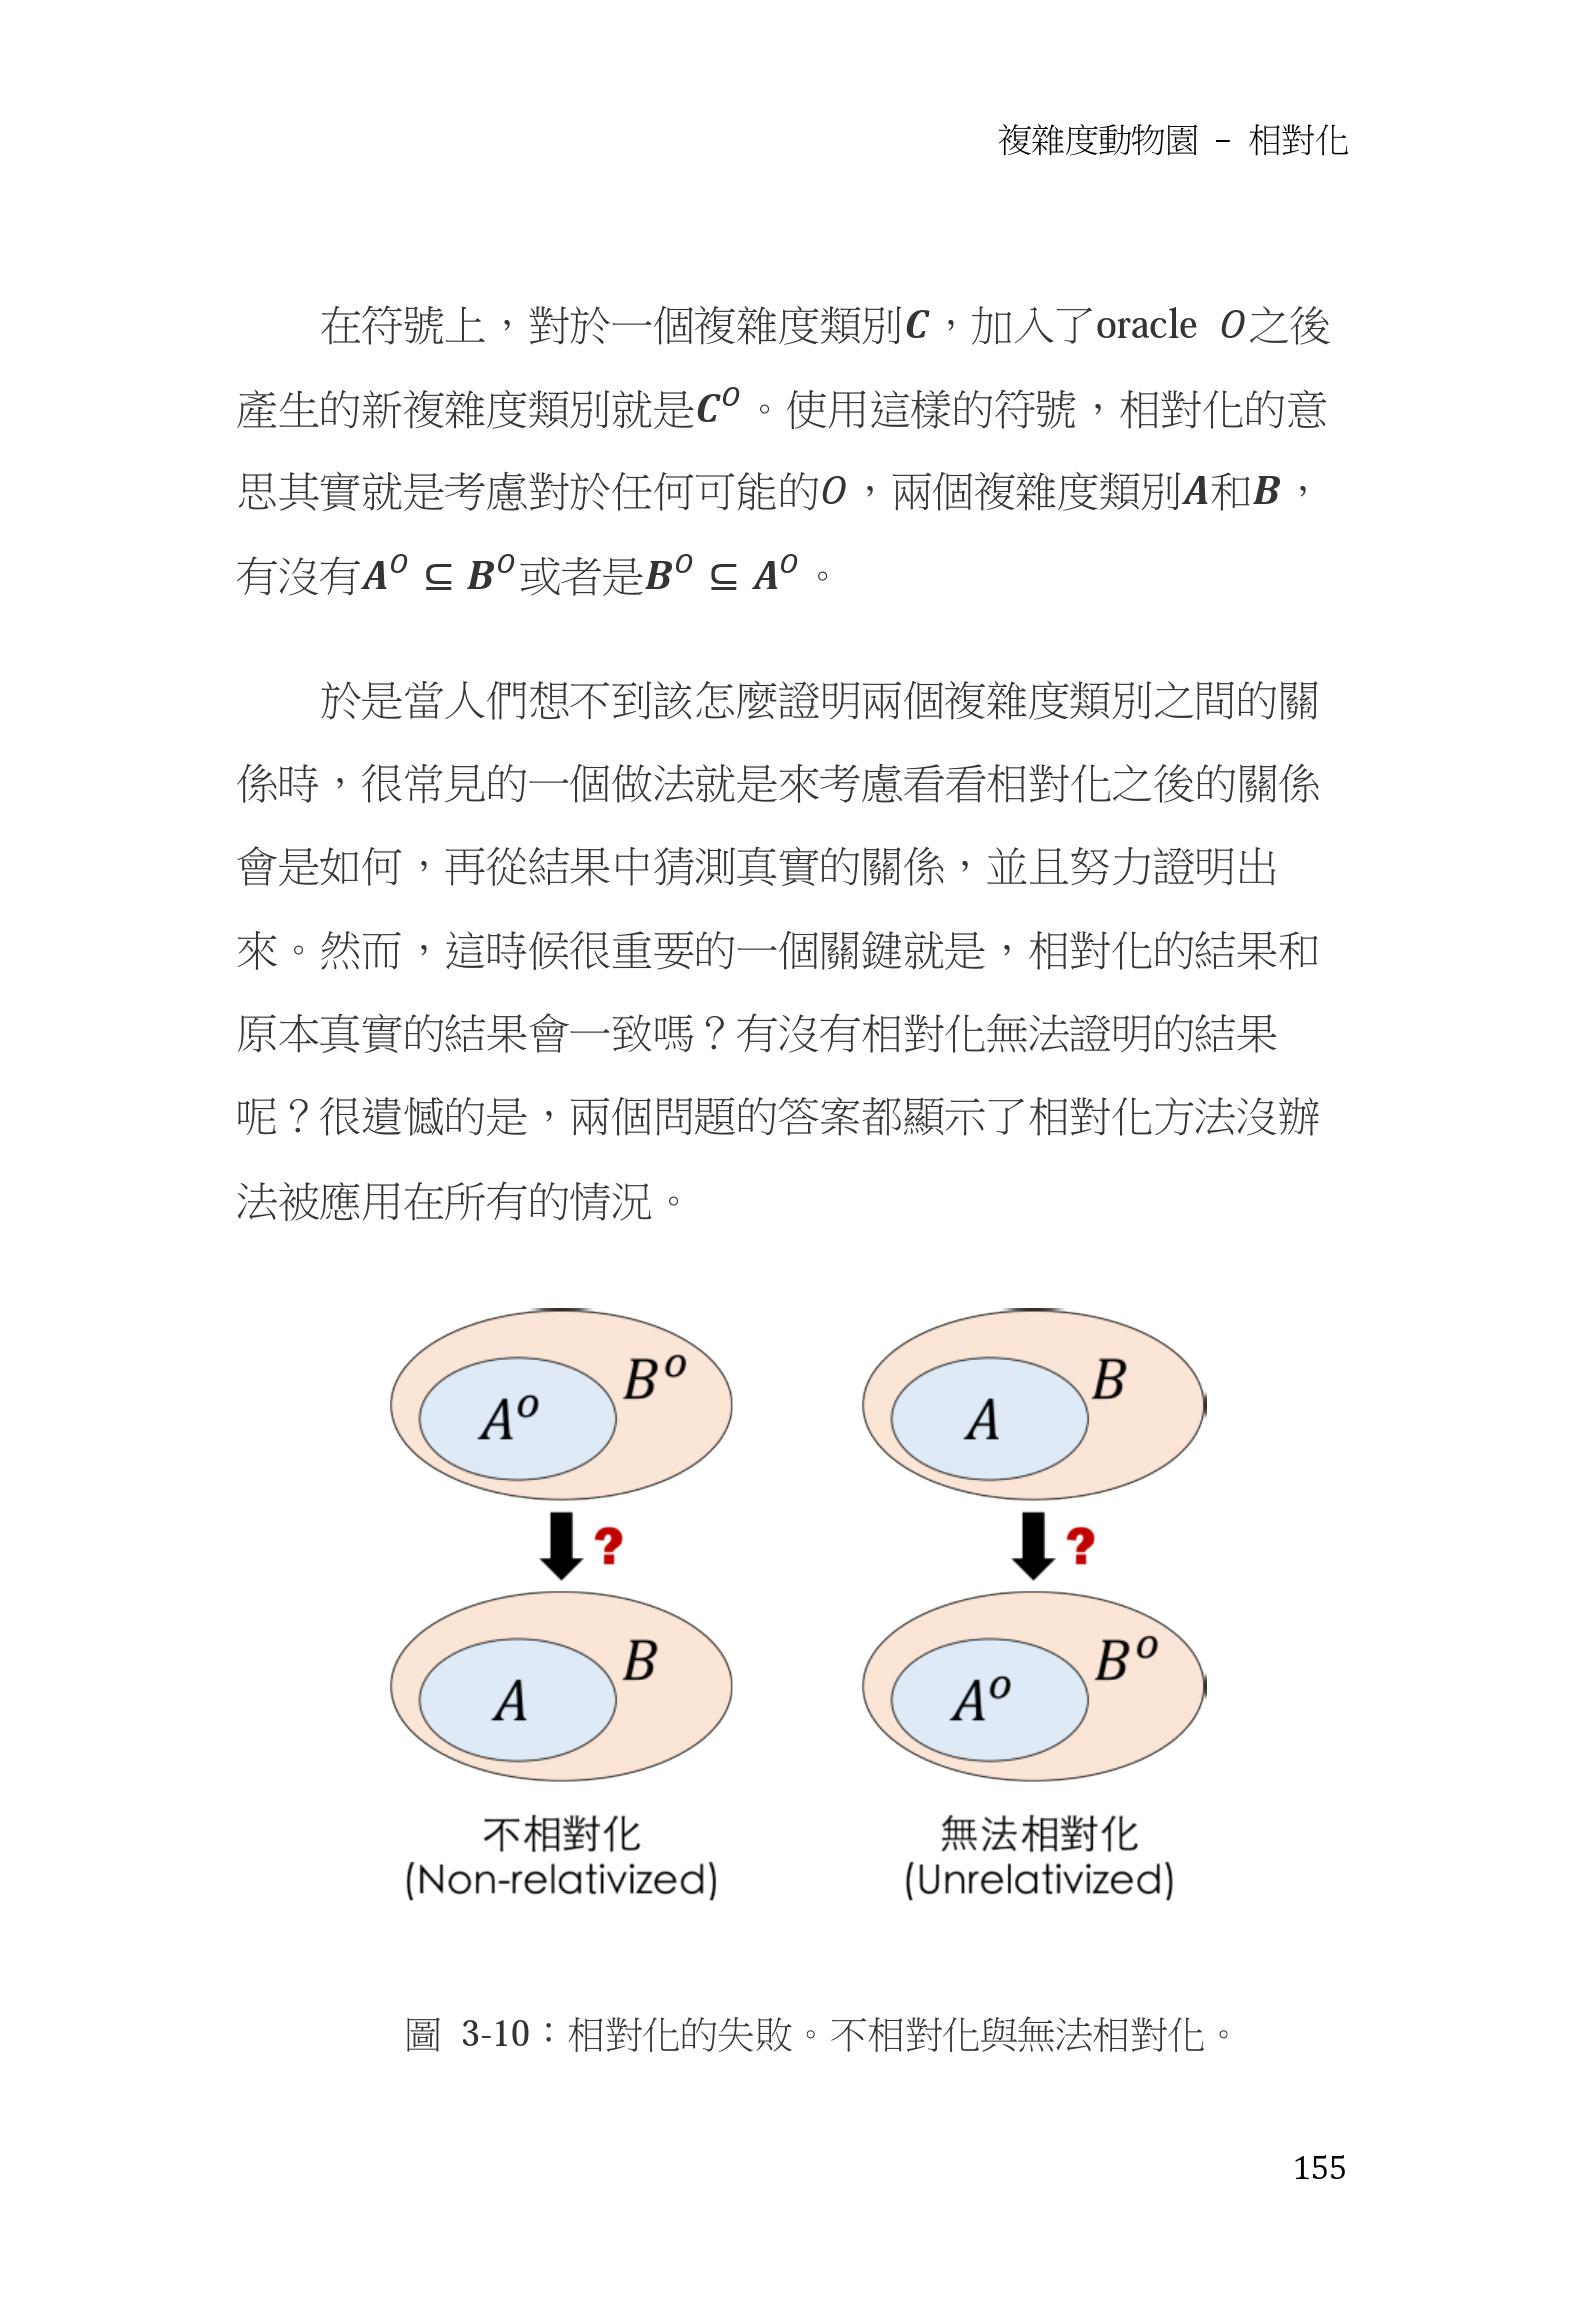 複雜度動物園 – 相對化
在符號上，對於一個複雜度類別C，加入了oracle O之後
產生的新複雜度類別就是C^O。使用這樣的符號，相對化的意
思其實就是考慮對於任何可能的O，兩個複雜度類別A和B，
有沒有A^O ⊆ B^O或者是B^O ⊆ A^O。
於是當人們想不到該怎麼證明兩個複雜度類別之間的關
係時，很常見的一個做法就是來考慮看看相對化之後的關係
會是如何，再從結果中猜測真實的關係，並且努力證明出
來。然而，這時候很重要的一個關鍵就是，相對化的結果和
原本真實的結果會一致嗎？有沒有相對化無法證明的結果
呢？很遺憾的是，兩個問題的答案都顯示了相對化方法沒辦
法被應用在所有的情況。
A^O B^O
?
A B
不相對化
(Non-relativized)
A B
?
A^O B^O
無法相對化
(Unrelativized)
圖 3-10：相對化的失敗。不相對化與無法相對化。
155